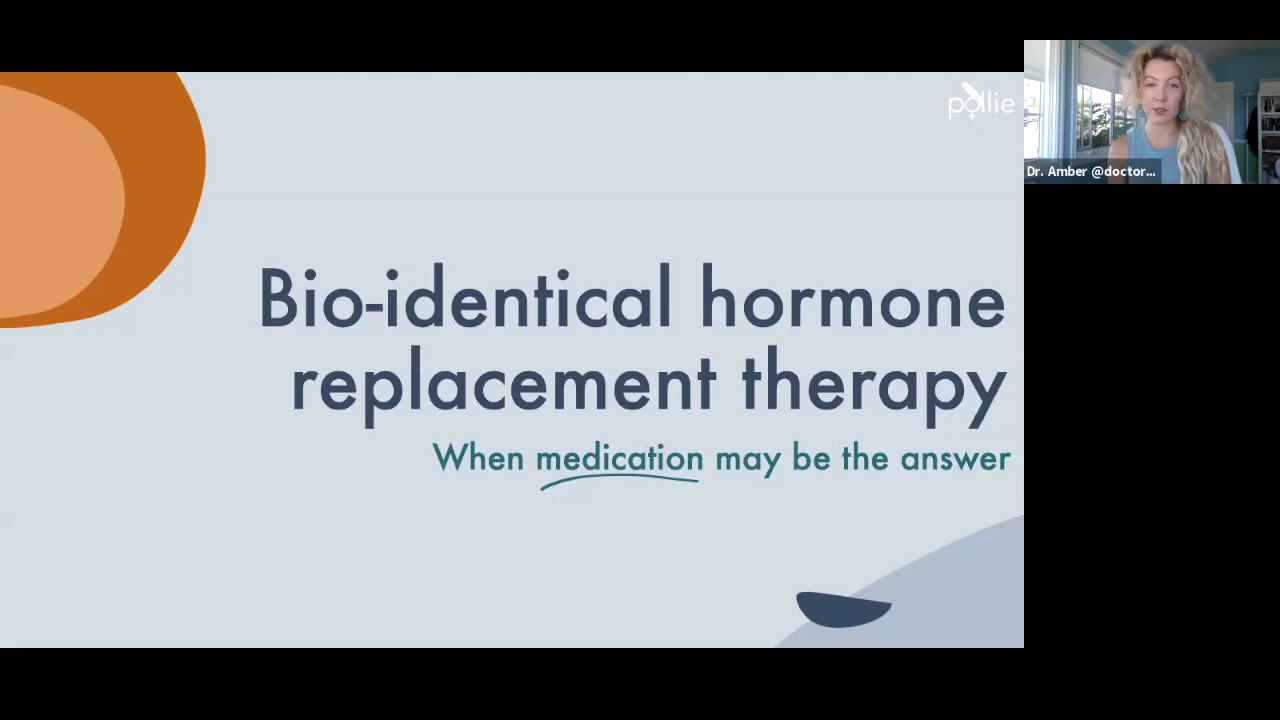 pollie
Dr. Amber @doctor...
Bio-identical hormone
replacement therapy
When medication may be the answer